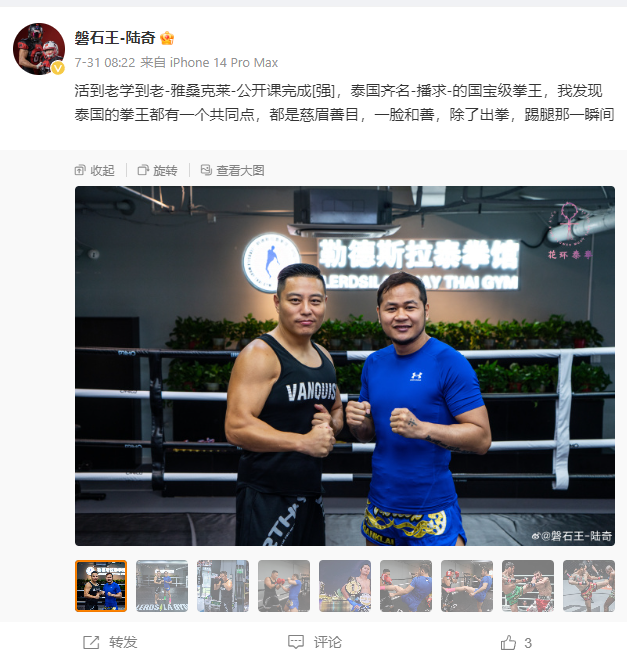 磐石王-陆奇
7-31 08:22 来自 iPhone 14 Pro Max
活到老学到老-雅桑克莱-公开课完成[强]，泰国齐名-播求-的国宝级拳王，我发现
泰国的拳王都有一个共同点，都是慈眉善目，一脸和善，除了出拳，踢腿那一瞬间
收起 旋转 查看大图
花环泰拳
勒德斯拉泰拳馆
LERDSILA MUAY THAI GYM
VANQUIS
@磐石王-陆奇
转发 评论 3